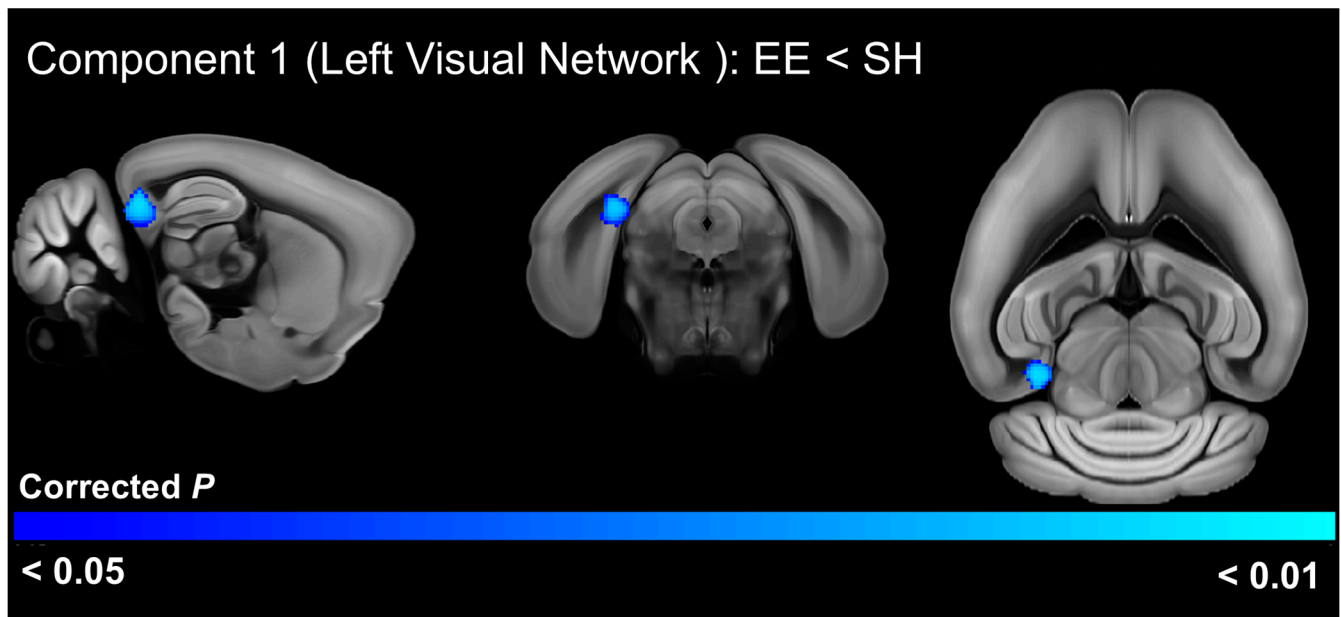 Component 1 (Left Visual Network ): EE < SH
Corrected P
< 0.05
< 0.01